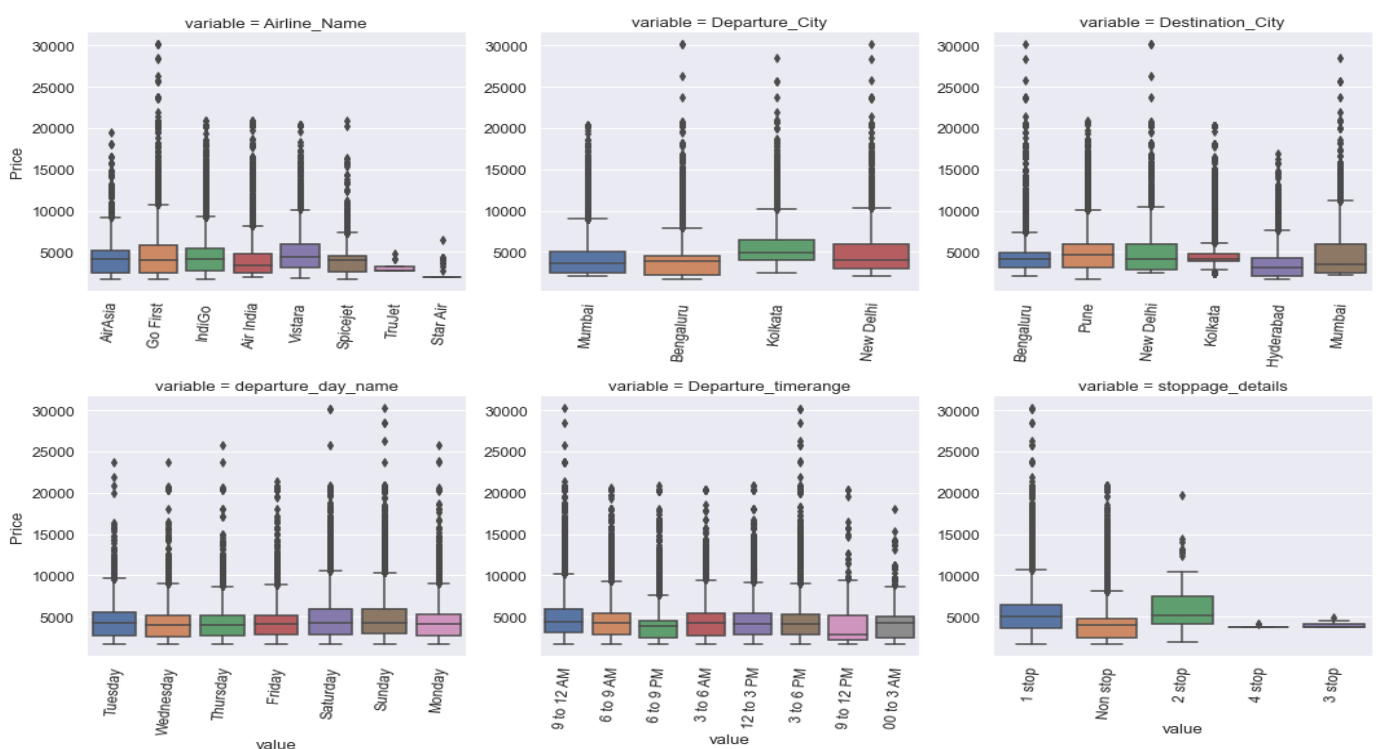 variable = Airline_Name
variable = Departure_City
variable = Destination_City
30000
25000
20000
15000
10000
5000
Price
AirAsia
Go First
IndiGo
Air India
Vistara
Spicejet
TruJet
Star Air
30000
25000
20000
15000
10000
5000
Mumbai
Bengaluru
Kolkata
New Delhi
30000
25000
20000
15000
10000
5000
Bengaluru
Pune
New Delhi
Kolkata
Hyderabad
Mumbai
variable = departure_day_name
variable = Departure_timerange
variable = stoppage_details
30000
25000
20000
15000
10000
5000
Price
Tuesday
Wednesday
Thursday
Friday
Saturday
Sunday
Monday
value
30000
25000
20000
15000
10000
5000
9 to 12 AM
6 to 9 AM
6 to 9 PM
3 to 6 AM
12 to 3 PM
3 to 6 PM
9 to 12 PM
00 to 3 AM
value
30000
25000
20000
15000
10000
5000
1 stop
Non stop
2 stop
4 stop
3 stop
value